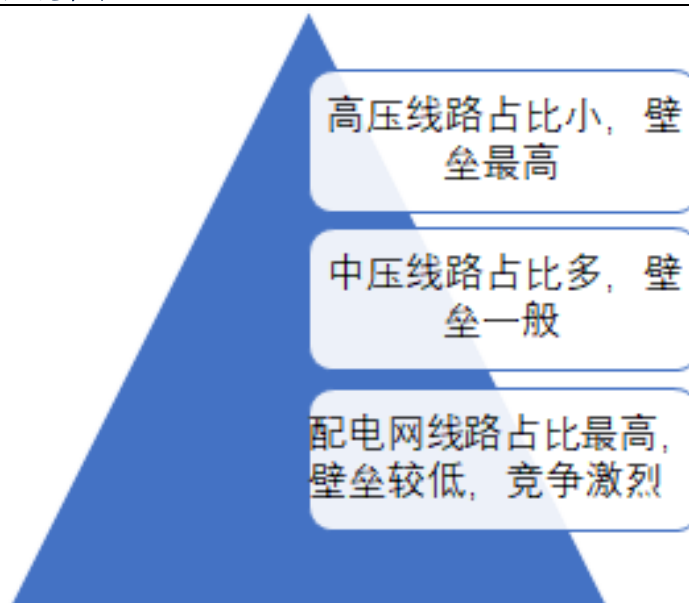 高压线路占比小，壁
垒最高
中压线路占比多，壁
垒一般
配电网线路占比最高，
壁垒较低，竞争激烈